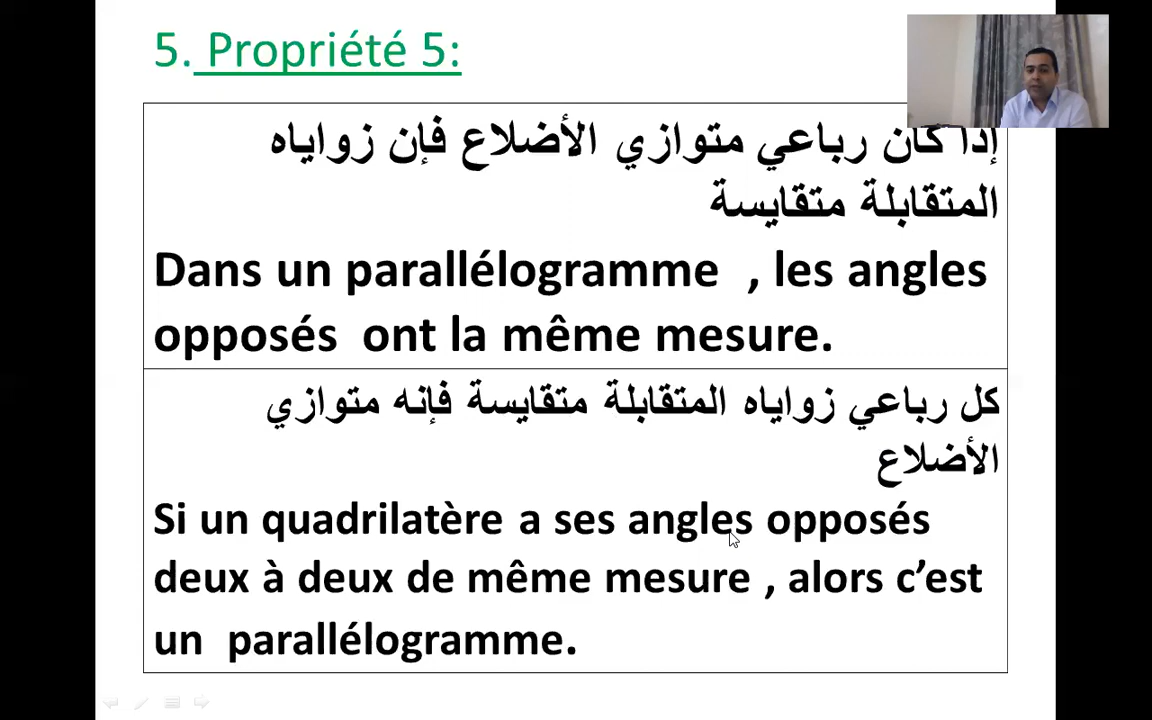 5. Propriété 5:
إذا كان رباعي متوازي الأضلاع فإن زواياه
المتقابلة متقايسة
Dans un parallélogramme , les angles
opposés ont la même mesure.
كل رباعي زواياه المتقابلة متقايسة فإنه متوازي
الأضلاع
Si un quadrilatère a ses angles opposés
deux à deux de même mesure , alors c’est
un parallélogramme.